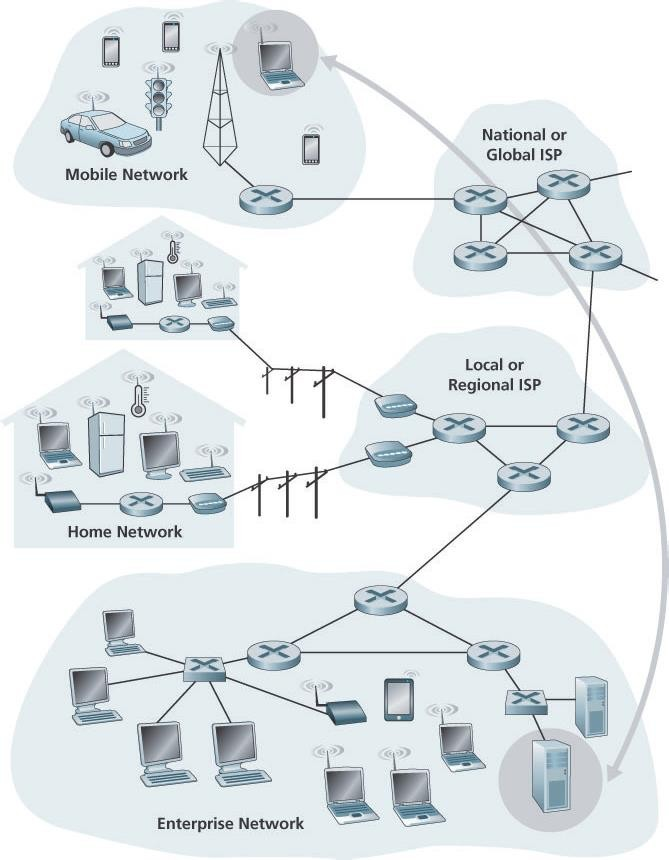 National or
Global ISP
Mobile Network
Local or
Regional ISP
Home Network
Enterprise Network